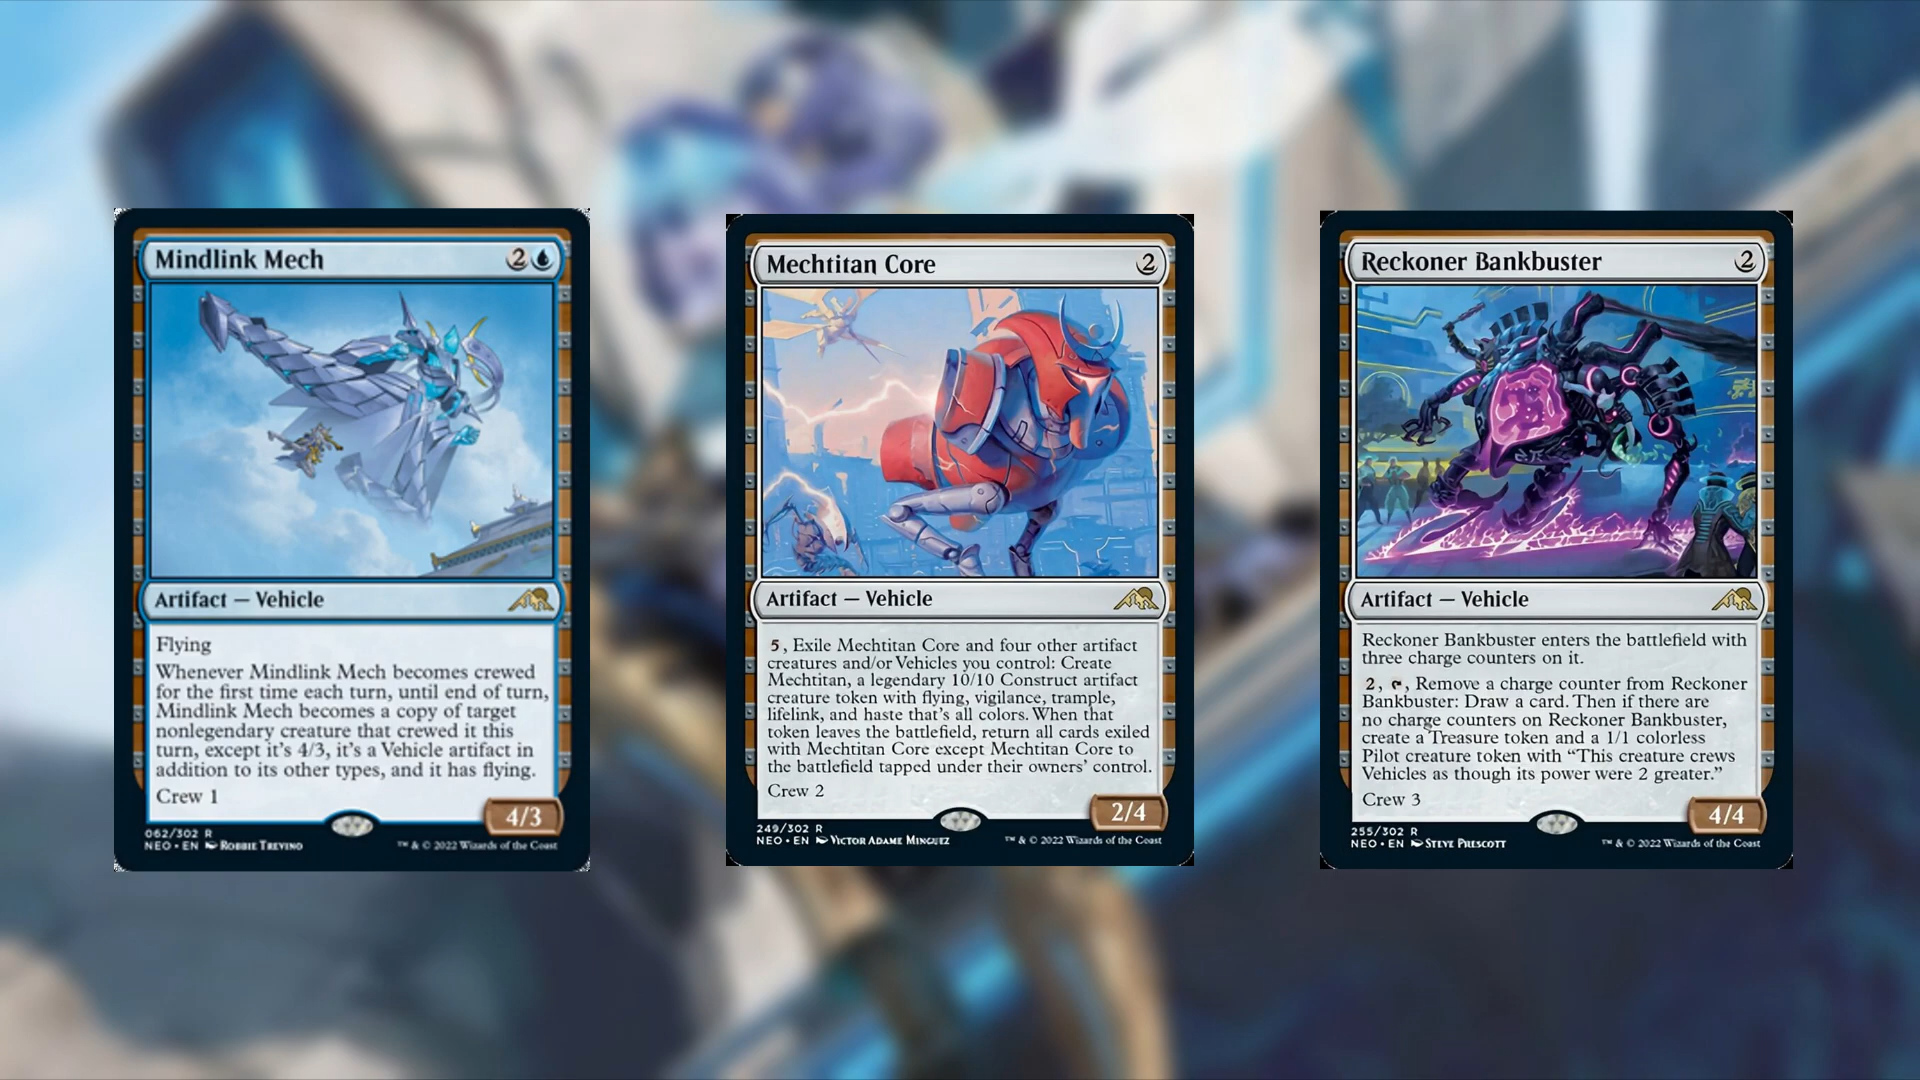 Mindlink Mech 2
Artifact — Vehicle
Flying
Whenever Mindlink Mech becomes crewed
for the first time each turn, until end of turn,
Mindlink Mech becomes a copy of target
nonlegendary creature that crewed it this
turn, except it's 4/3, it's a Vehicle artifact in
addition to its other types, and it has flying.
Crew 1
4/3
062/302 R
NEO • EN Robbie Trevino
™ & © 2022 Wizards of the Coast
Mechtitan Core 2
Artifact — Vehicle
5, Exile Mechtitan Core and four other artifact
creatures and/or Vehicles you control: Create
Mechtitan, a legendary 10/10 Construct artifact
creature token with flying, vigilance, trample,
lifelink, and haste that's all colors. When that
token leaves the battlefield, return all cards exiled
with Mechtitan Core except Mechtitan Core to
the battlefield tapped under their owners' control.
Crew 2
2/4
249/302 R
NEO • EN Victor Adame Minguez
™ & © 2022 Wizards of the Coast
Reckoner Bankbuster 2
Artifact — Vehicle
Reckoner Bankbuster enters the battlefield with
three charge counters on it.
2, , Remove a charge counter from Reckoner
Bankbuster: Draw a card. Then if there are
no charge counters on Reckoner Bankbuster,
create a Treasure token and a 1/1 colorless
Pilot creature token with "This creature crews
Vehicles as though its power were 2 greater."
Crew 3
4/4
255/302 R
NEO • EN Steve Prescott
™ & © 2022 Wizards of the Coast